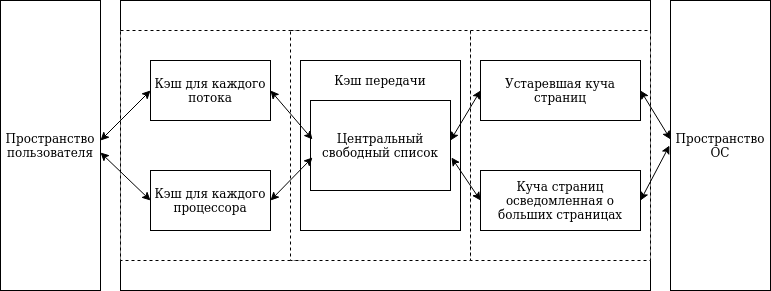 Пространство
пользователя
Кэш для каждого
потока
Кэш для каждого
процессора
Кэш передачи
Центральный
свободный список
Устаревшая куча
страниц
Куча страниц
осведомленная о
больших страницах
Пространство
ОС